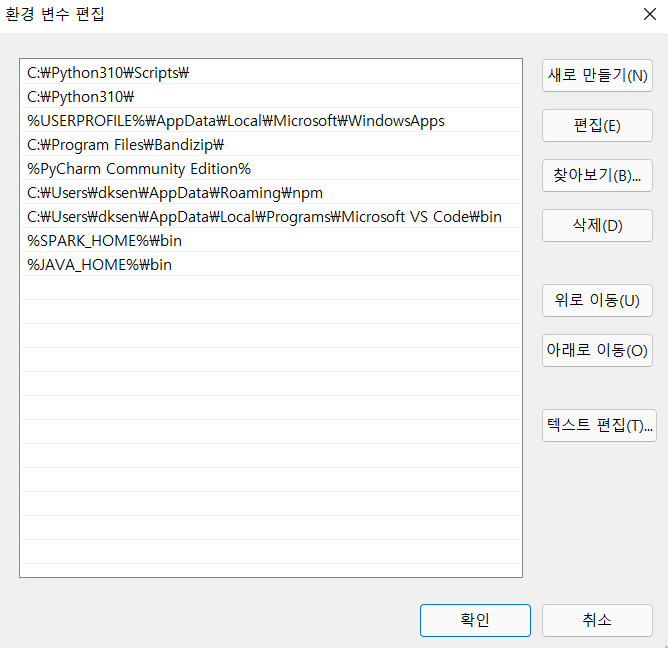 환경 변수 편집
C:₩Python310₩Scripts₩
C:₩Python310₩
%USERPROFILE%₩AppData₩Local₩Microsoft₩WindowsApps
C:₩Program Files₩Bandizip₩
%PyCharm Community Edition%
C:₩Users₩dksen₩AppData₩Roaming₩npm
C:₩Users₩dksen₩AppData₩Local₩Programs₩Microsoft VS Code₩bin
%SPARK_HOME%₩bin
%JAVA_HOME%₩bin
새로 만들기(N)
편집(E)
찾아보기(B)...
삭제(D)
위로 이동(U)
아래로 이동(O)
텍스트 편집(T)...
확인
취소